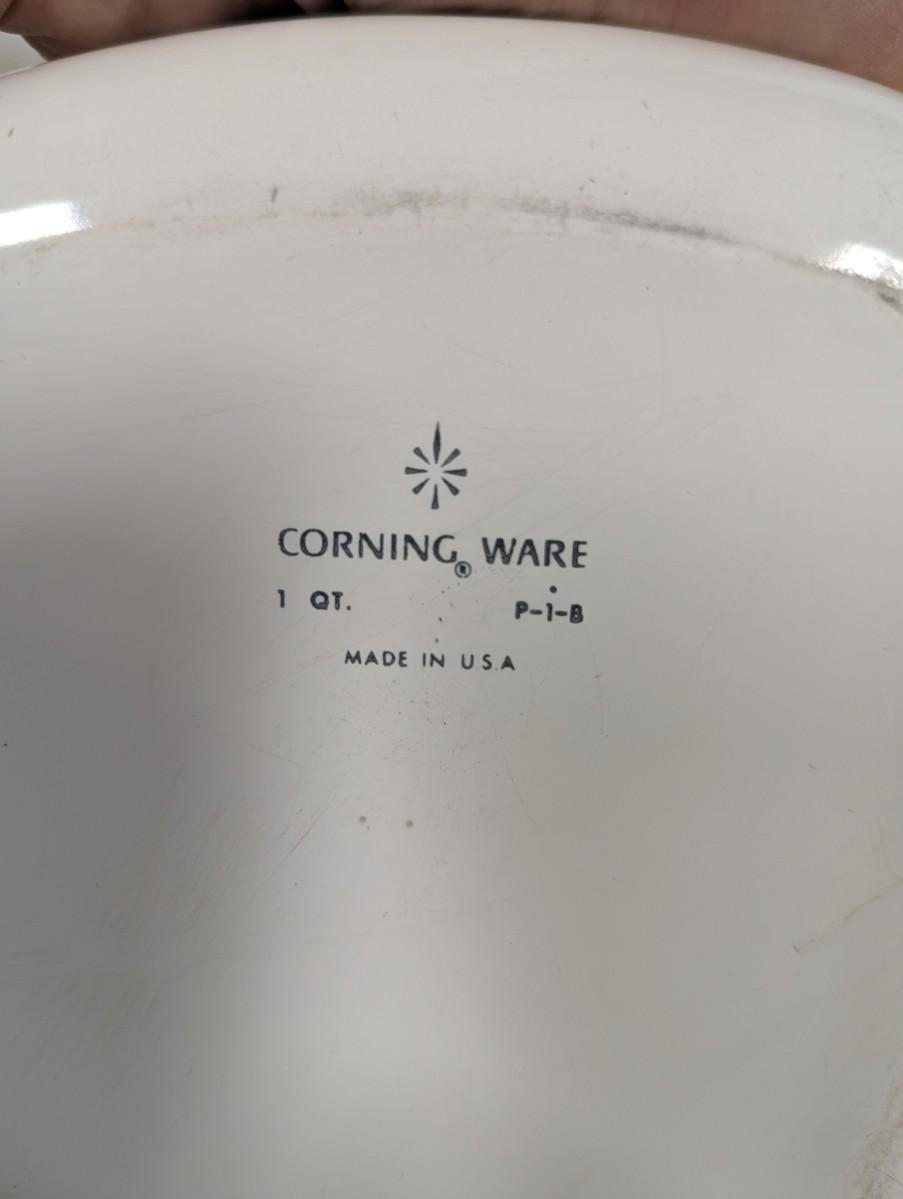 CORNING® WARE
1 QT. P-1-B
MADE IN U.S.A